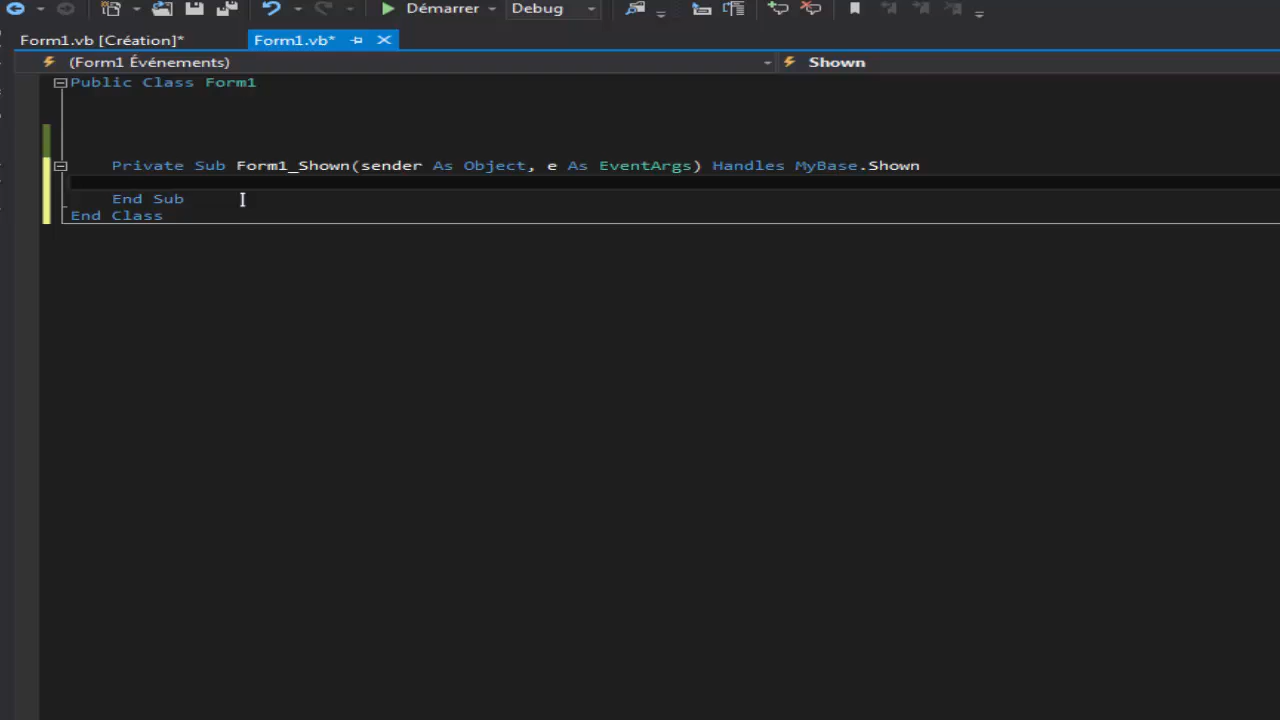 Démarrer Debug
Form1.vb [Création]* Form1.vb*
(Form1 Événements) Shown
Public Class Form1
Private Sub Form1_Shown(sender As Object, e As EventArgs) Handles MyBase.Shown
End Sub
End Class